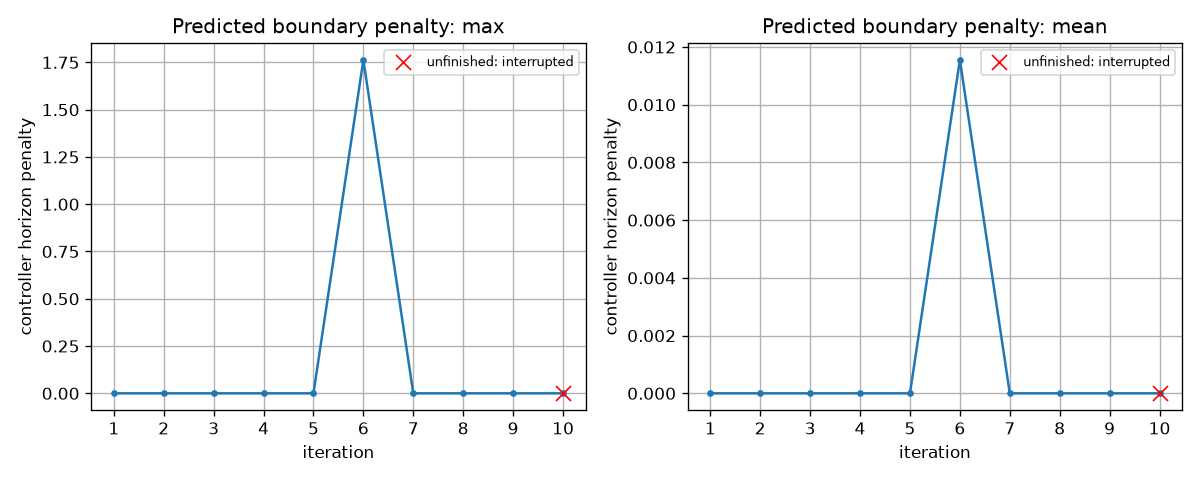 Predicted boundary penalty: max
unfinished: interrupted
controller horizon penalty
1.75
1.50
1.25
1.00
0.75
0.50
0.25
0.00
1 2 3 4 5 6 7 8 9 10
iteration
Predicted boundary penalty: mean
unfinished: interrupted
controller horizon penalty
0.012
0.010
0.008
0.006
0.004
0.002
0.000
1 2 3 4 5 6 7 8 9 10
iteration